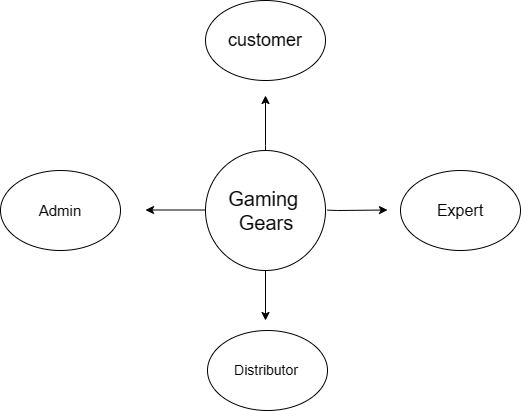 customer
Admin
Gaming
Gears
Expert
Distributor